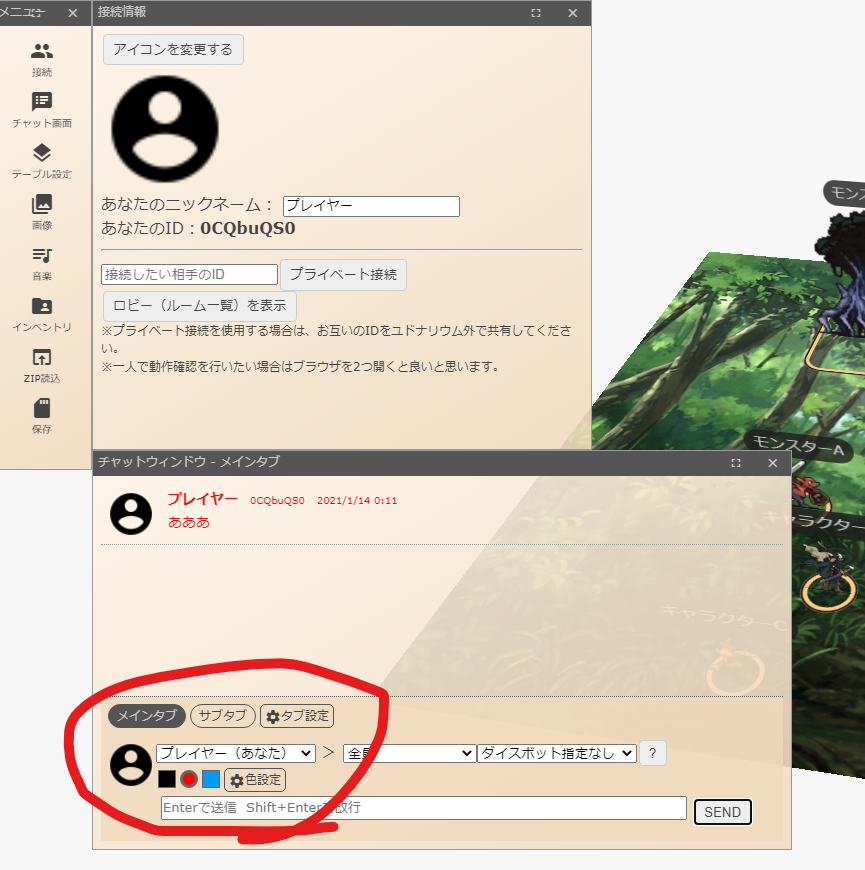 メニュー
接続
チャット画面
テーブル設定
画像
音楽
インベントリ
ZIP読込
保存
接続情報
アイコンを変更する
あなたのニックネーム： プレイヤー
あなたのID：0CQbuQS0
接続したい相手のID プライベート接続
ロビー（ルーム一覧）を表示
※プライベート接続を使用する場合は、お互いのIDをユドナリウム外で共有してくださ
い。
※一人で動作確認を行いたい場合はブラウザを2つ開くと良いと思います。
モンス
モンスターA
キャラクター
キャラクターC
チャットウィンドウ - メインタブ
プレイヤー 0CQbuQS0 2021/1/14 0:11
あああ
メインタブ サブタブ タブ設定
プレイヤー（あなた） ＞ 全員 ダイスボット指定なし ?
色設定
Enterで送信 Shift+Enterで改行 SEND